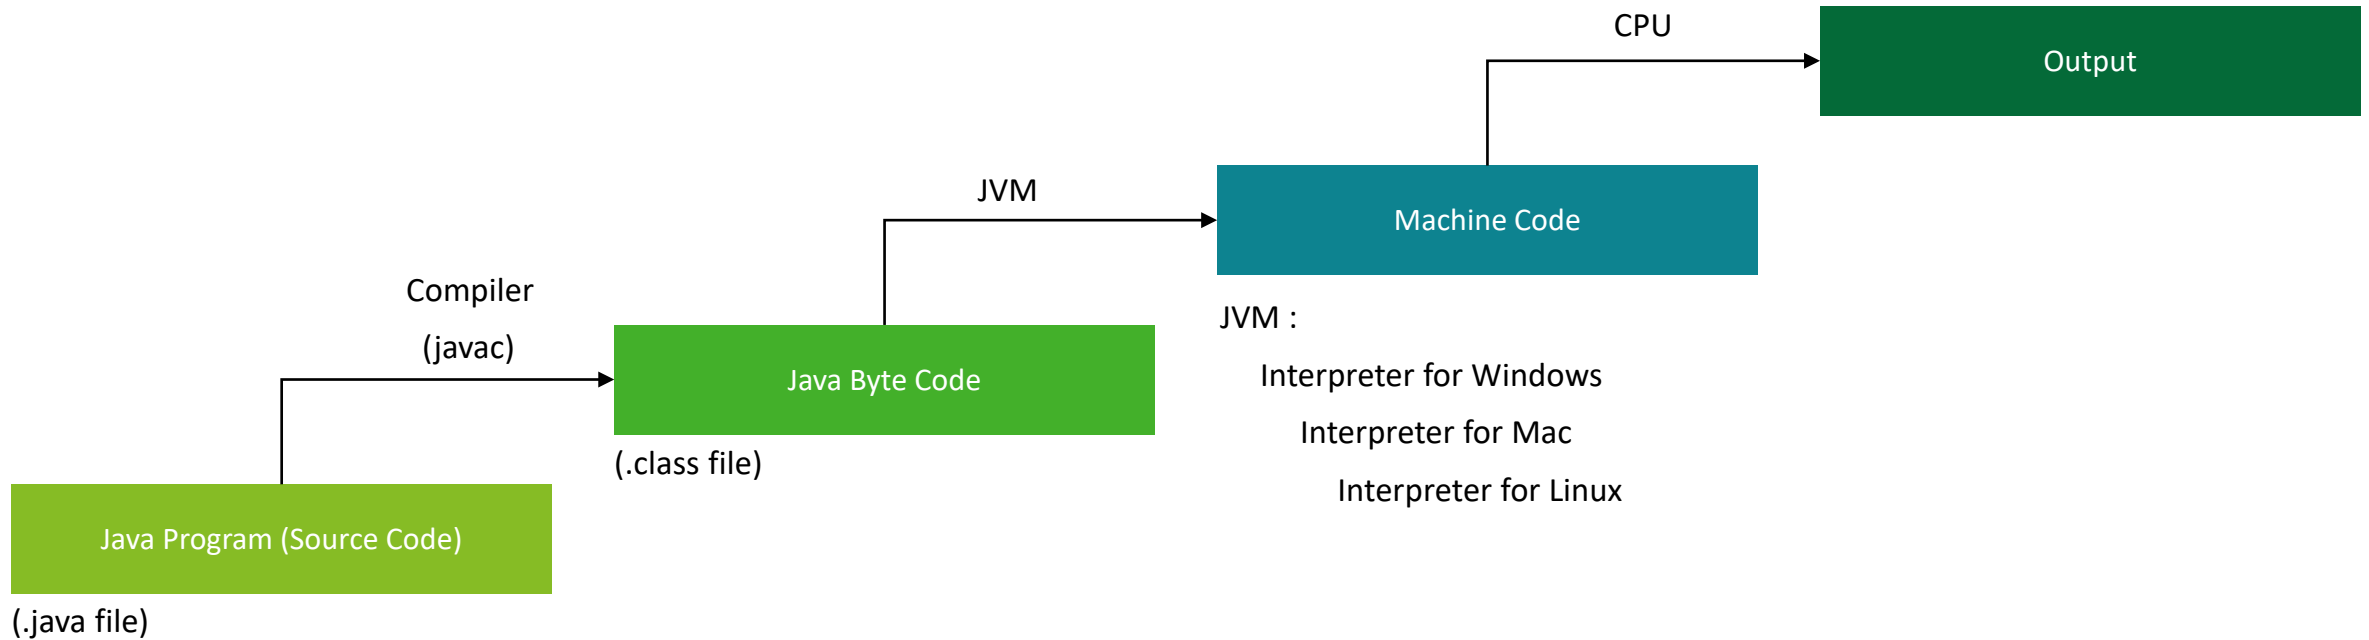 CPU
Output
JVM
Machine Code
Compiler
(javac)
JVM :
Interpreter for Windows
Interpreter for Mac
Interpreter for Linux
Java Byte Code
(.class file)
Java Program (Source Code)
(.java file)